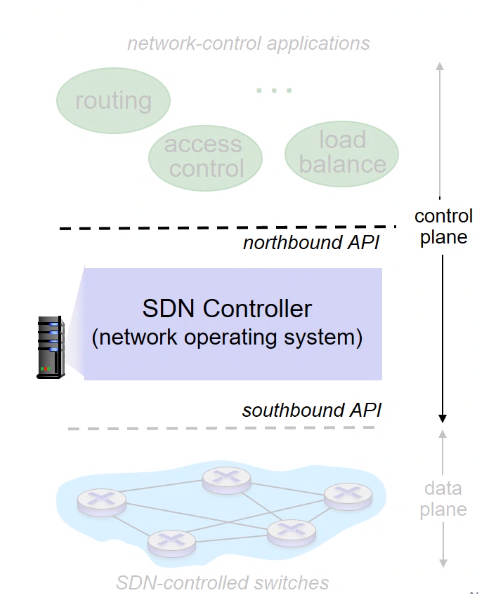 network-control applications
routing
...
access
control
load
balance
control
plane
northbound API
SDN Controller
(network operating system)
southbound API
data
plane
SDN-controlled switches